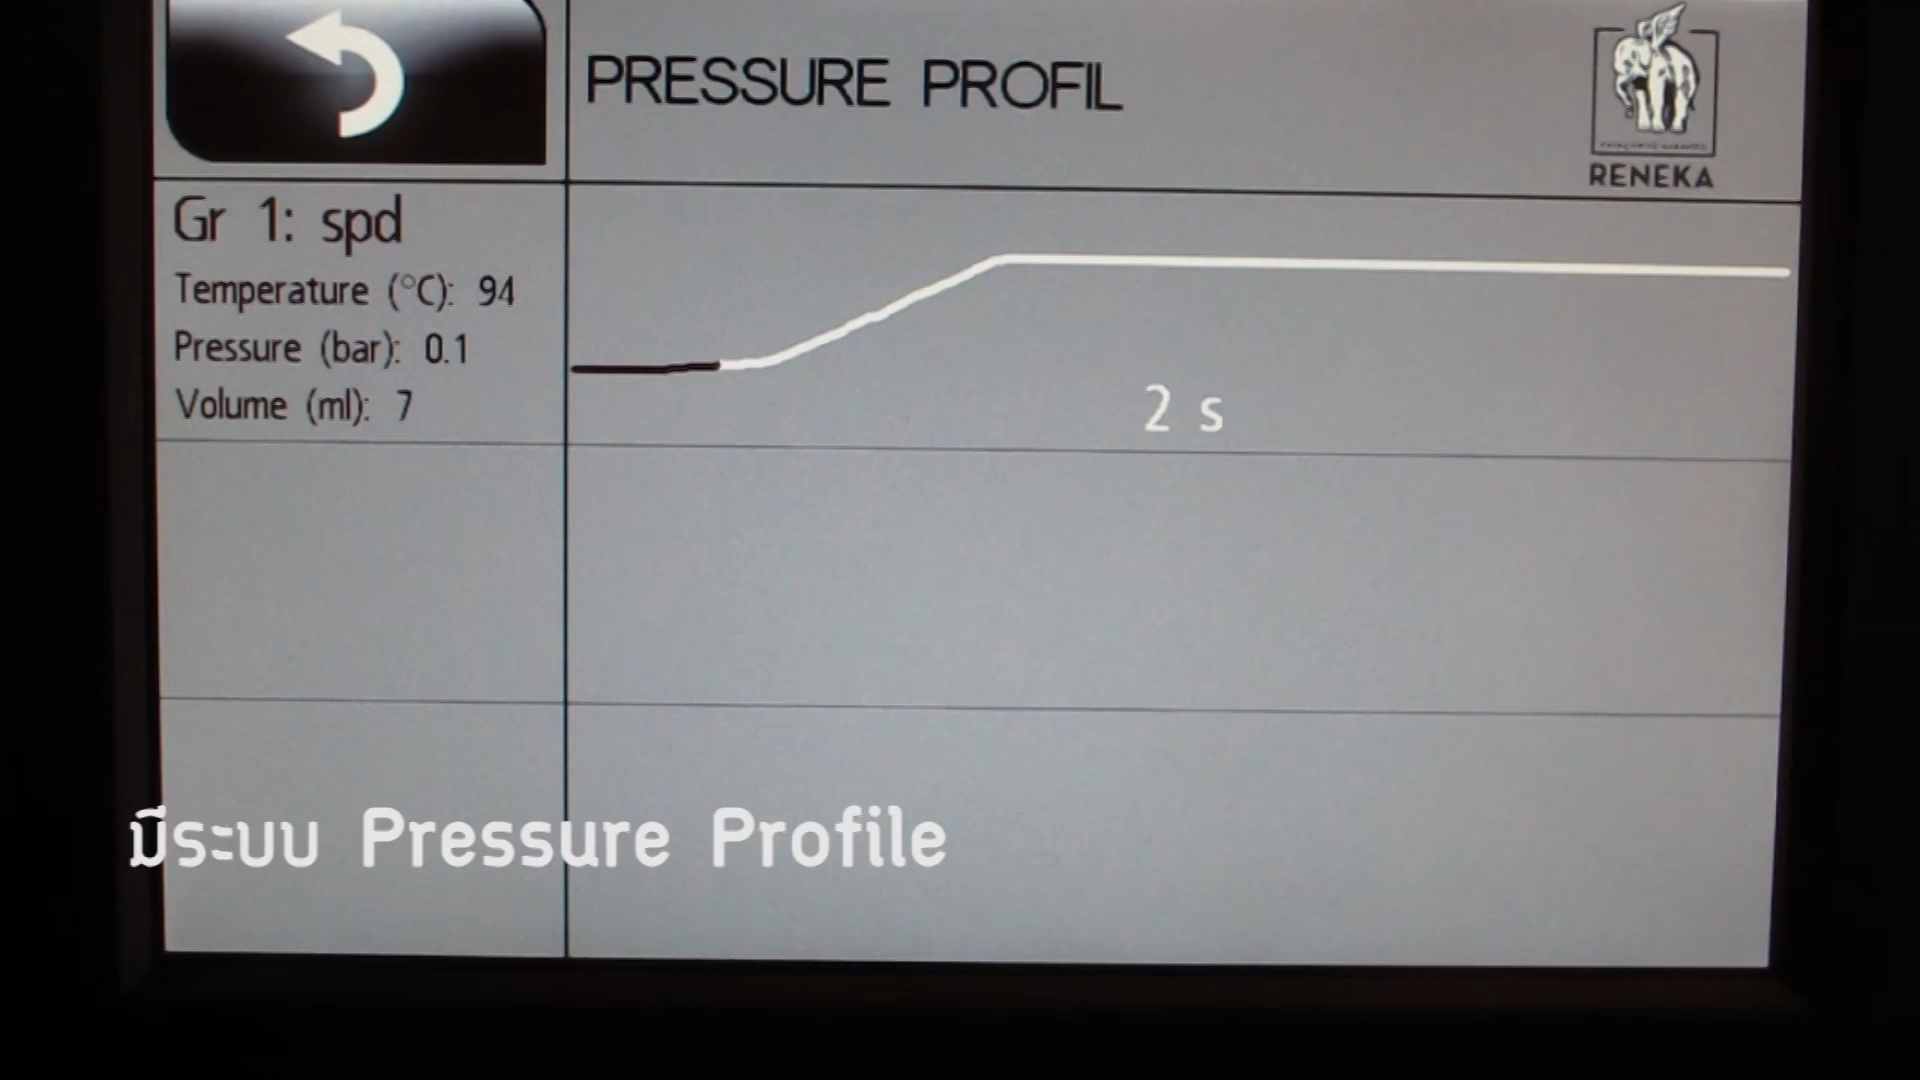 PRESSURE PROFIL
RENEKA
Gr 1: spd
Temperature (°C): 94
Pressure (bar): 0.1
Volume (ml): 7
2 s
มีระบบ Pressure Profile